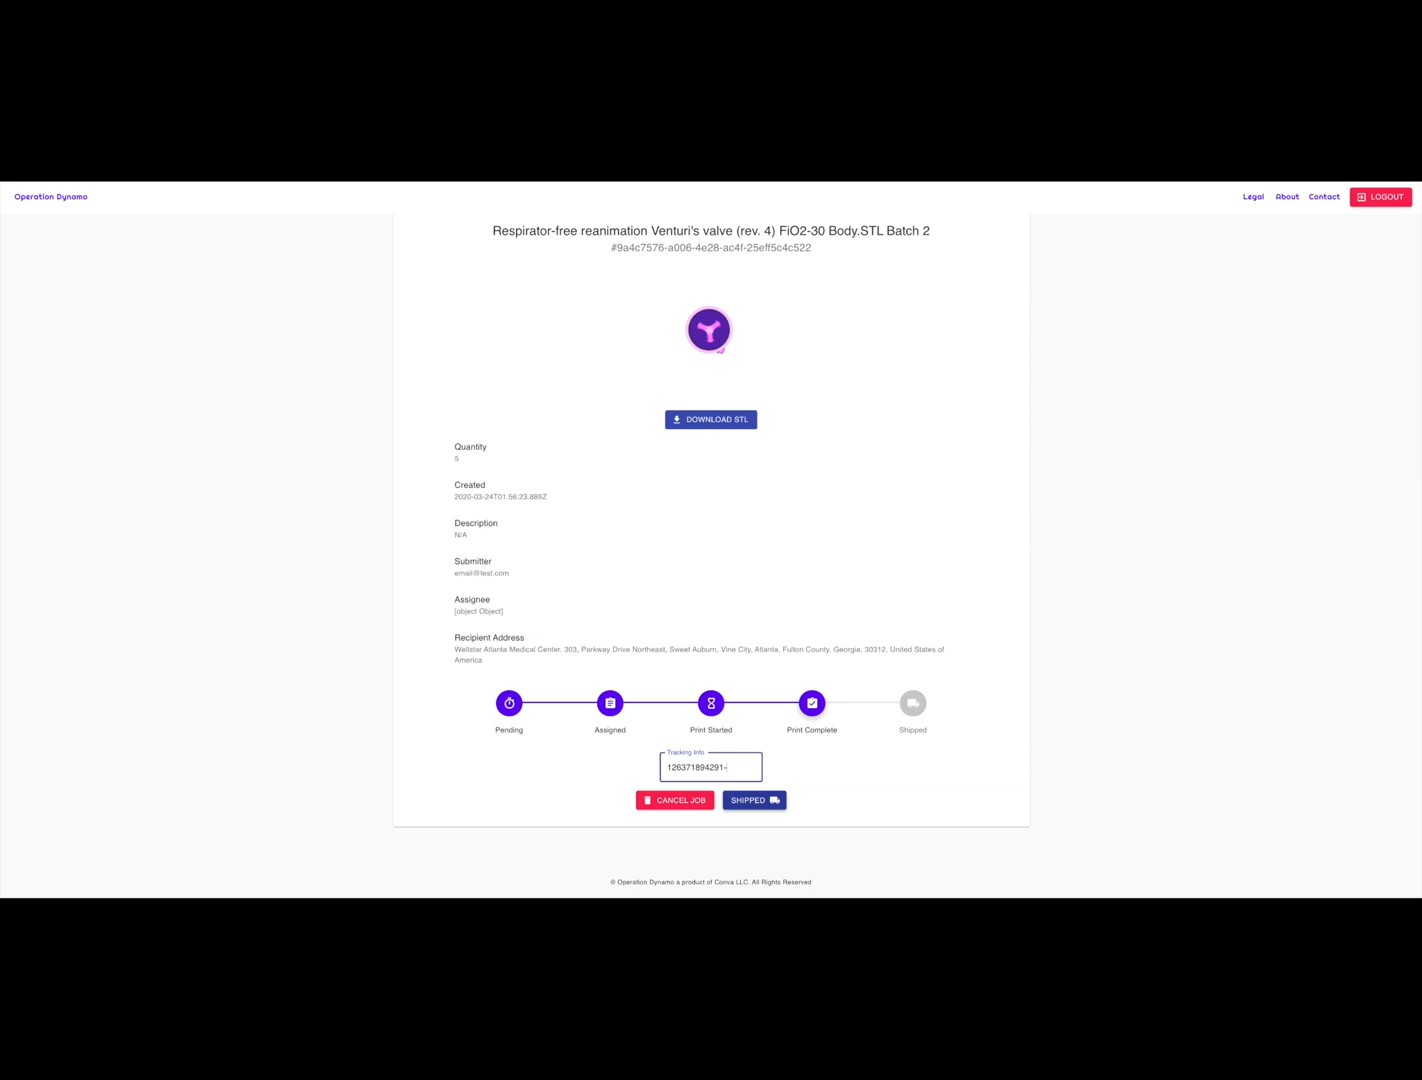 Operation Dynamo
Legal About Contact LOGOUT
Respirator-free reanimation Venturi's valve (rev. 4) FiO2-30 Body.STL Batch 2
#9a4c7576-a006-4e28-ac4f-25eff5c4c522
DOWNLOAD STL
Quantity
5
Created
2020-03-24T01:56:23.889Z
Description
N/A
Submitter
email@test.com
Assignee
[object Object]
Recipient Address
Wellstar Atlanta Medical Center, 303, Parkway Drive Northeast, Sweet Auburn, Vine City, Atlanta, Fulton County, Georgia, 30312, United States of
America
Pending Assigned Print Started Print Complete Shipped
Tracking Info
126371894291-
CANCEL JOB SHIPPED
© Operation Dynamo a product of Conva LLC. All Rights Reserved